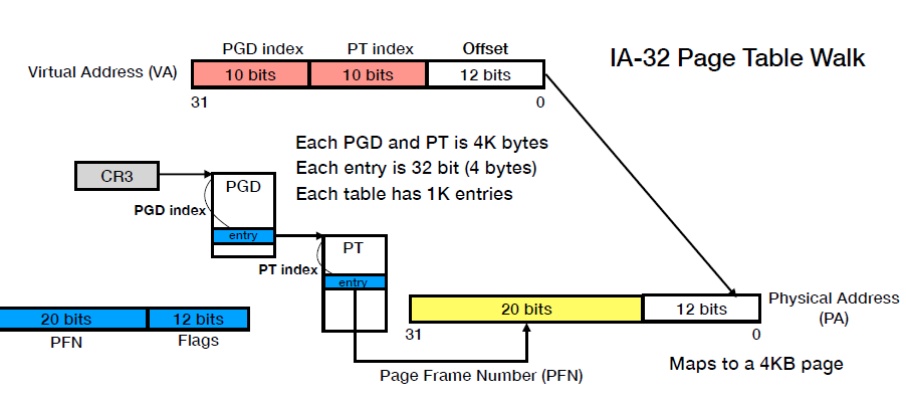 IA-32 Page Table Walk
PGD index PT index Offset
Virtual Address (VA) 10 bits 10 bits 12 bits
31 0
Each PGD and PT is 4K bytes
Each entry is 32 bit (4 bytes)
Each table has 1K entries
CR3
PGD
PGD index
entry
PT
PT index
entry
20 bits 12 bits
PFN Flags
20 bits 12 bits
31 0
Physical Address
(PA)
Page Frame Number (PFN)
Maps to a 4KB page